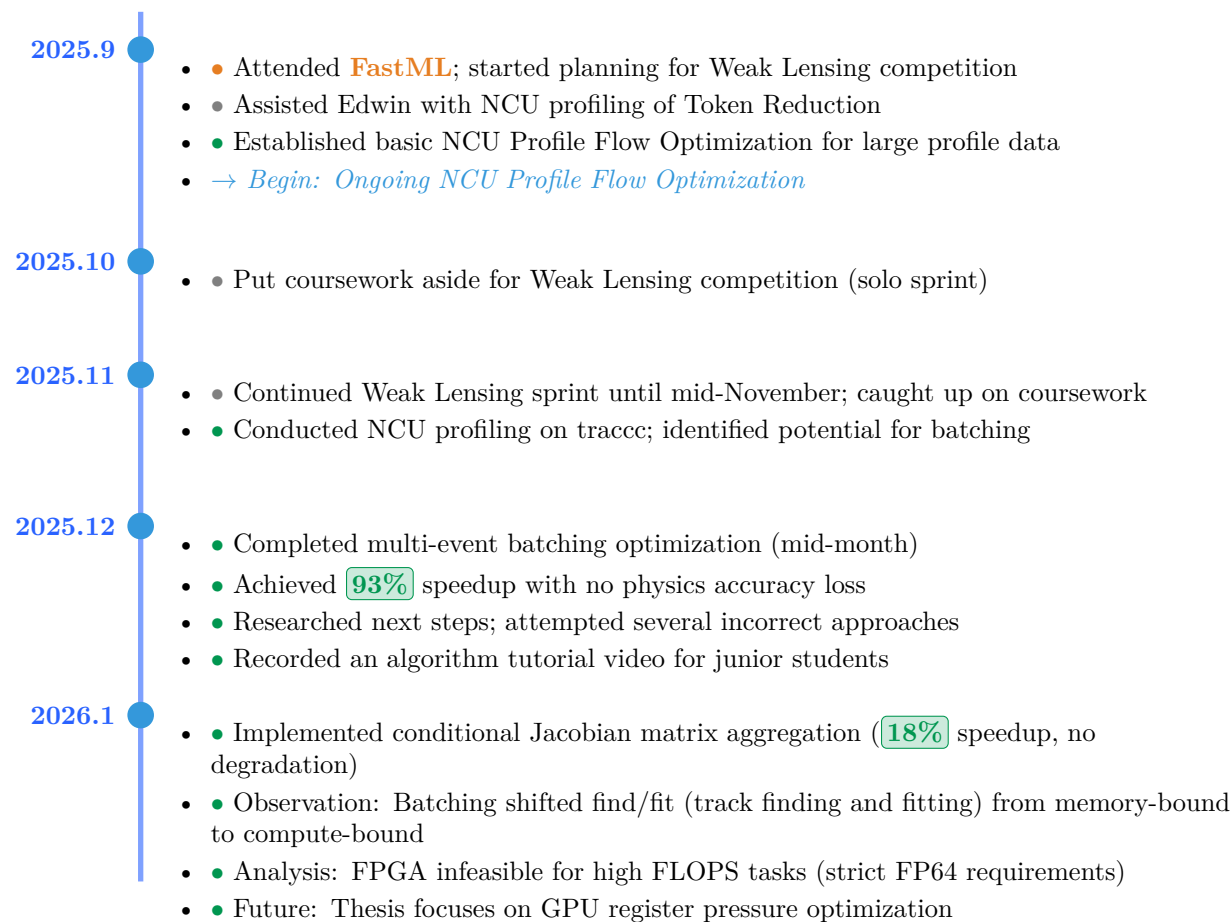 2025.9
• • Attended FastML; started planning for Weak Lensing competition
• • Assisted Edwin with NCU profiling of Token Reduction
• • Established basic NCU Profile Flow Optimization for large profile data
• → Begin: Ongoing NCU Profile Flow Optimization
2025.10
• • Put coursework aside for Weak Lensing competition (solo sprint)
2025.11
• • Continued Weak Lensing sprint until mid-November; caught up on coursework
• • Conducted NCU profiling on traccc; identified potential for batching
2025.12
• • Completed multi-event batching optimization (mid-month)
• • Achieved 93% speedup with no physics accuracy loss
• • Researched next steps; attempted several incorrect approaches
• • Recorded an algorithm tutorial video for junior students
2026.1
• • Implemented conditional Jacobian matrix aggregation (18% speedup, no
degradation)
• • Observation: Batching shifted find/fit (track finding and fitting) from memory-bound
to compute-bound
• • Analysis: FPGA infeasible for high FLOPS tasks (strict FP64 requirements)
• • Future: Thesis focuses on GPU register pressure optimization